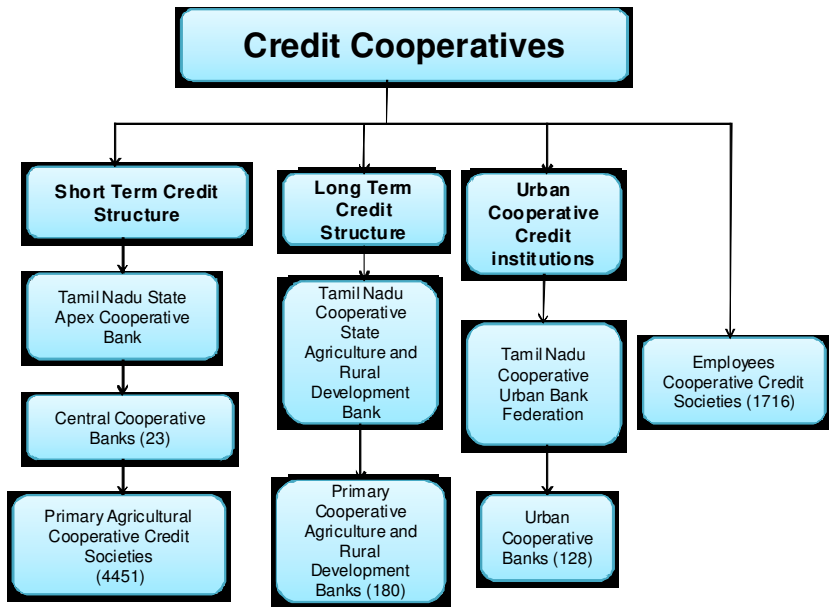 Credit Cooperatives
Short Term Credit
Structure
Tamil Nadu State
Apex Cooperative
Bank
Central Cooperative
Banks (23)
Primary Agricultural
Cooperative Credit
Societies
(4451)
Long Term
Credit
Structure
Tamil Nadu
Cooperative
State
Agriculture and
Rural
Development
Bank
Primary
Cooperative
Agriculture and
Rural
Development
Banks (180)
Urban
Cooperative
Credit
institutions
Tamil Nadu
Cooperative
Urban Bank
Federation
Urban
Cooperative
Banks (128)
Employees
Cooperative Credit
Societies (1716)